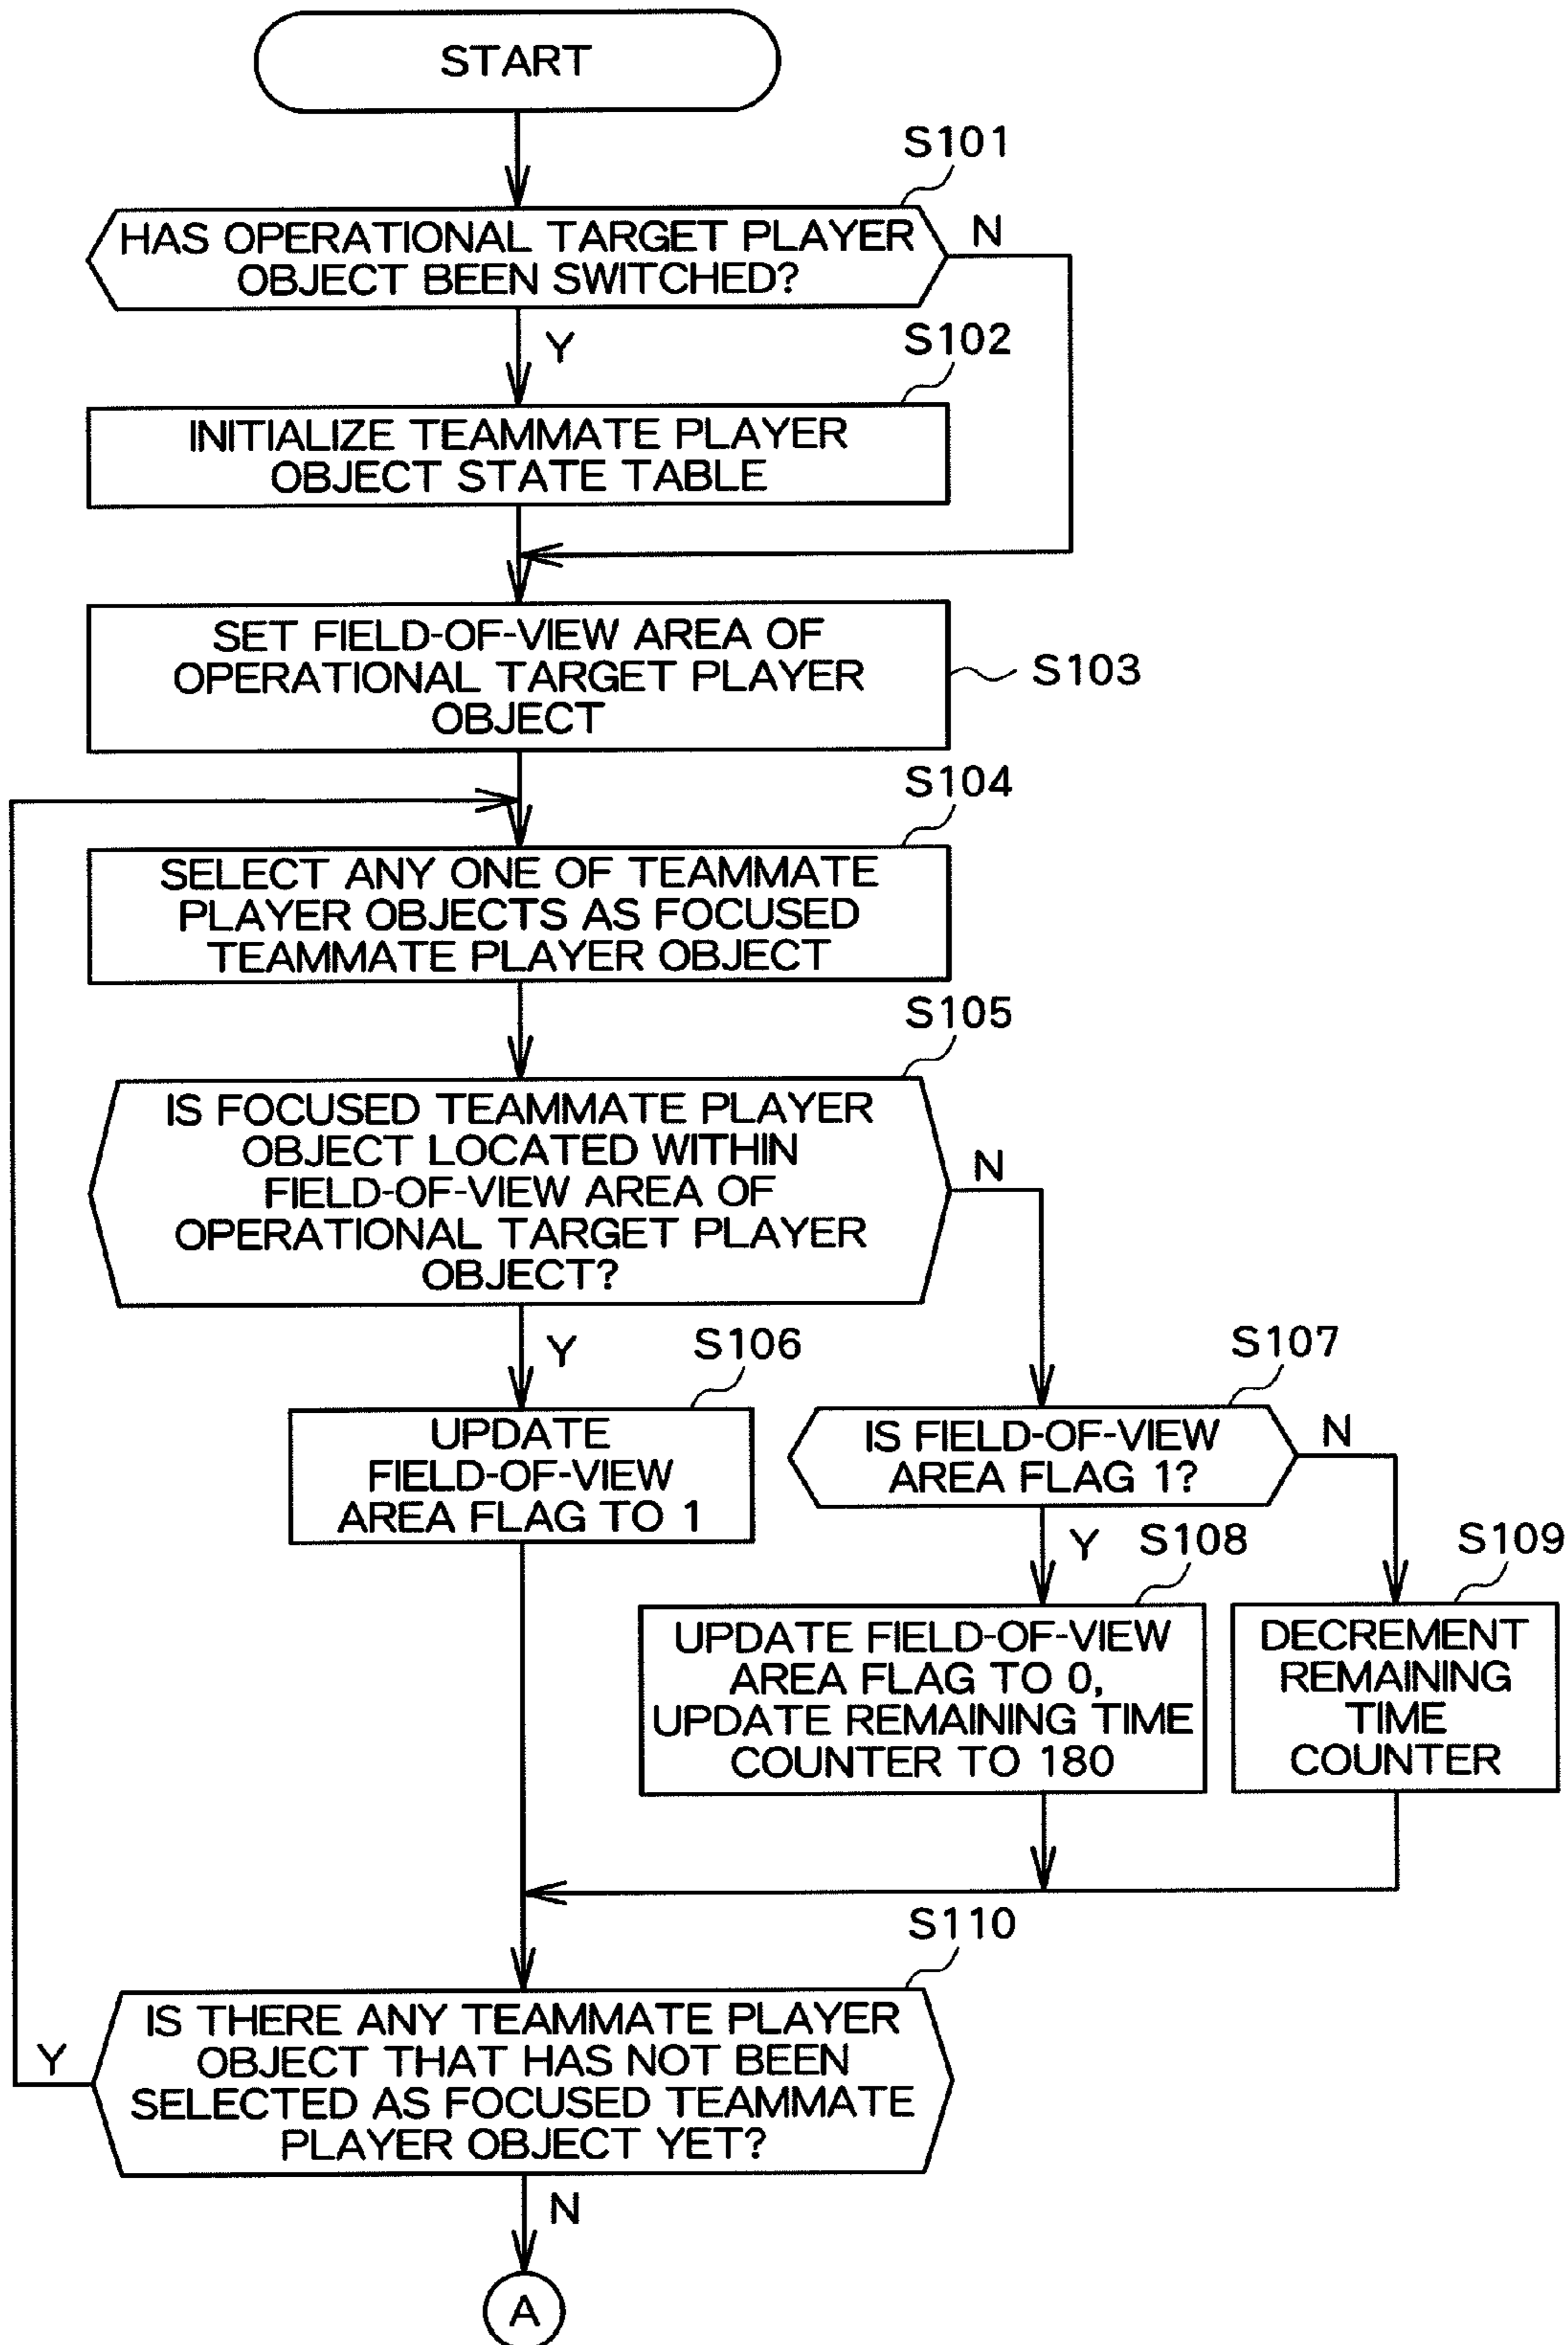 START
S101
HAS OPERATIONAL TARGET PLAYER
OBJECT BEEN SWITCHED?
N
Y
S102
INITIALIZE TEAMMATE PLAYER
OBJECT STATE TABLE
SET FIELD-OF-VIEW AREA OF
OPERATIONAL TARGET PLAYER
OBJECT
S103
S104
SELECT ANY ONE OF TEAMMATE
PLAYER OBJECTS AS FOCUSED
TEAMMATE PLAYER OBJECT
S105
IS FOCUSED TEAMMATE PLAYER
OBJECT LOCATED WITHIN
FIELD-OF-VIEW AREA OF
OPERATIONAL TARGET PLAYER
OBJECT?
N
Y
S106
UPDATE
FIELD-OF-VIEW
AREA FLAG TO 1
S107
IS FIELD-OF-VIEW
AREA FLAG 1?
N
Y
S108
UPDATE FIELD-OF-VIEW
AREA FLAG TO 0,
UPDATE REMAINING TIME
COUNTER TO 180
S109
DECREMENT
REMAINING
TIME
COUNTER
S110
IS THERE ANY TEAMMATE PLAYER
OBJECT THAT HAS NOT BEEN
SELECTED AS FOCUSED TEAMMATE
PLAYER OBJECT YET?
Y
N
A